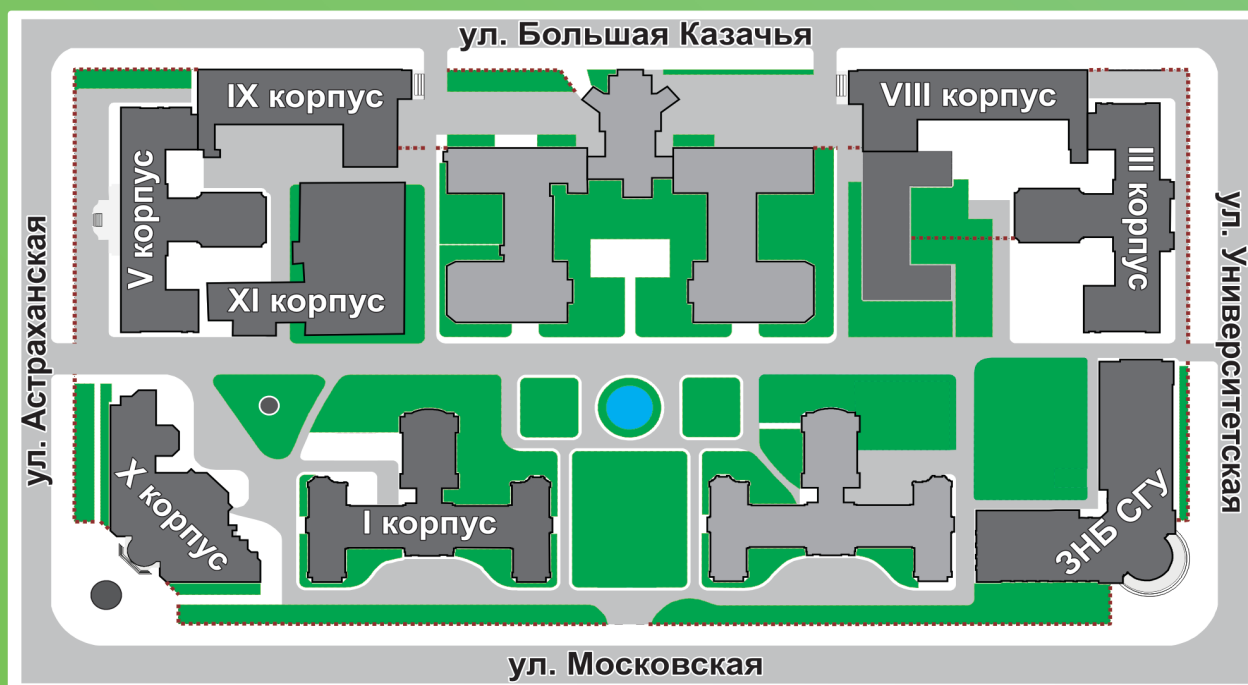 ул. Большая Казачья
IX корпус
VIII корпус
V корпус
III корпус
ул. Астраханская
ул. Университетская
XI корпус
X корпус
I корпус
ЗНБ СГУ
ул. Московская